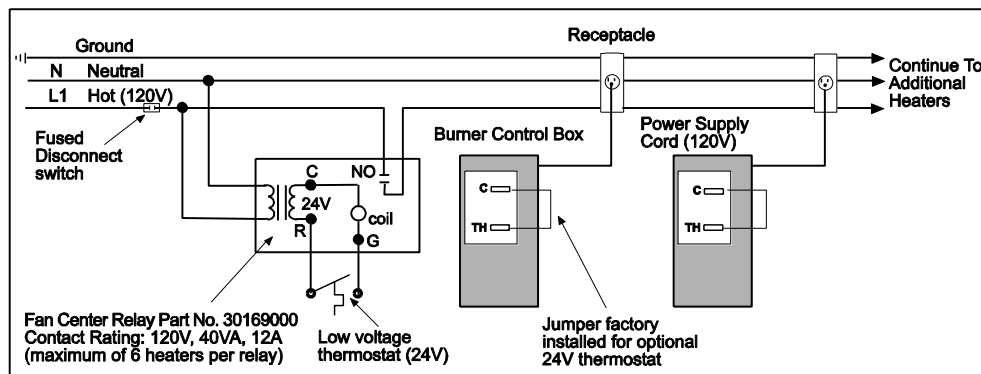 Ground
N Neutral
L1 Hot (120V)
Fused
Disconnect
switch
Receptacle
Continue To
Additional
Heaters
Burner Control Box
Power Supply
Cord (120V)
C
NO
24V
R
coil
G
C
TH
C
TH
Fan Center Relay Part No. 30169000
Contact Rating: 120V, 40VA, 12A
(maximum of 6 heaters per relay)
Low voltage
thermostat (24V)
Jumper factory
installed for optional
24V thermostat